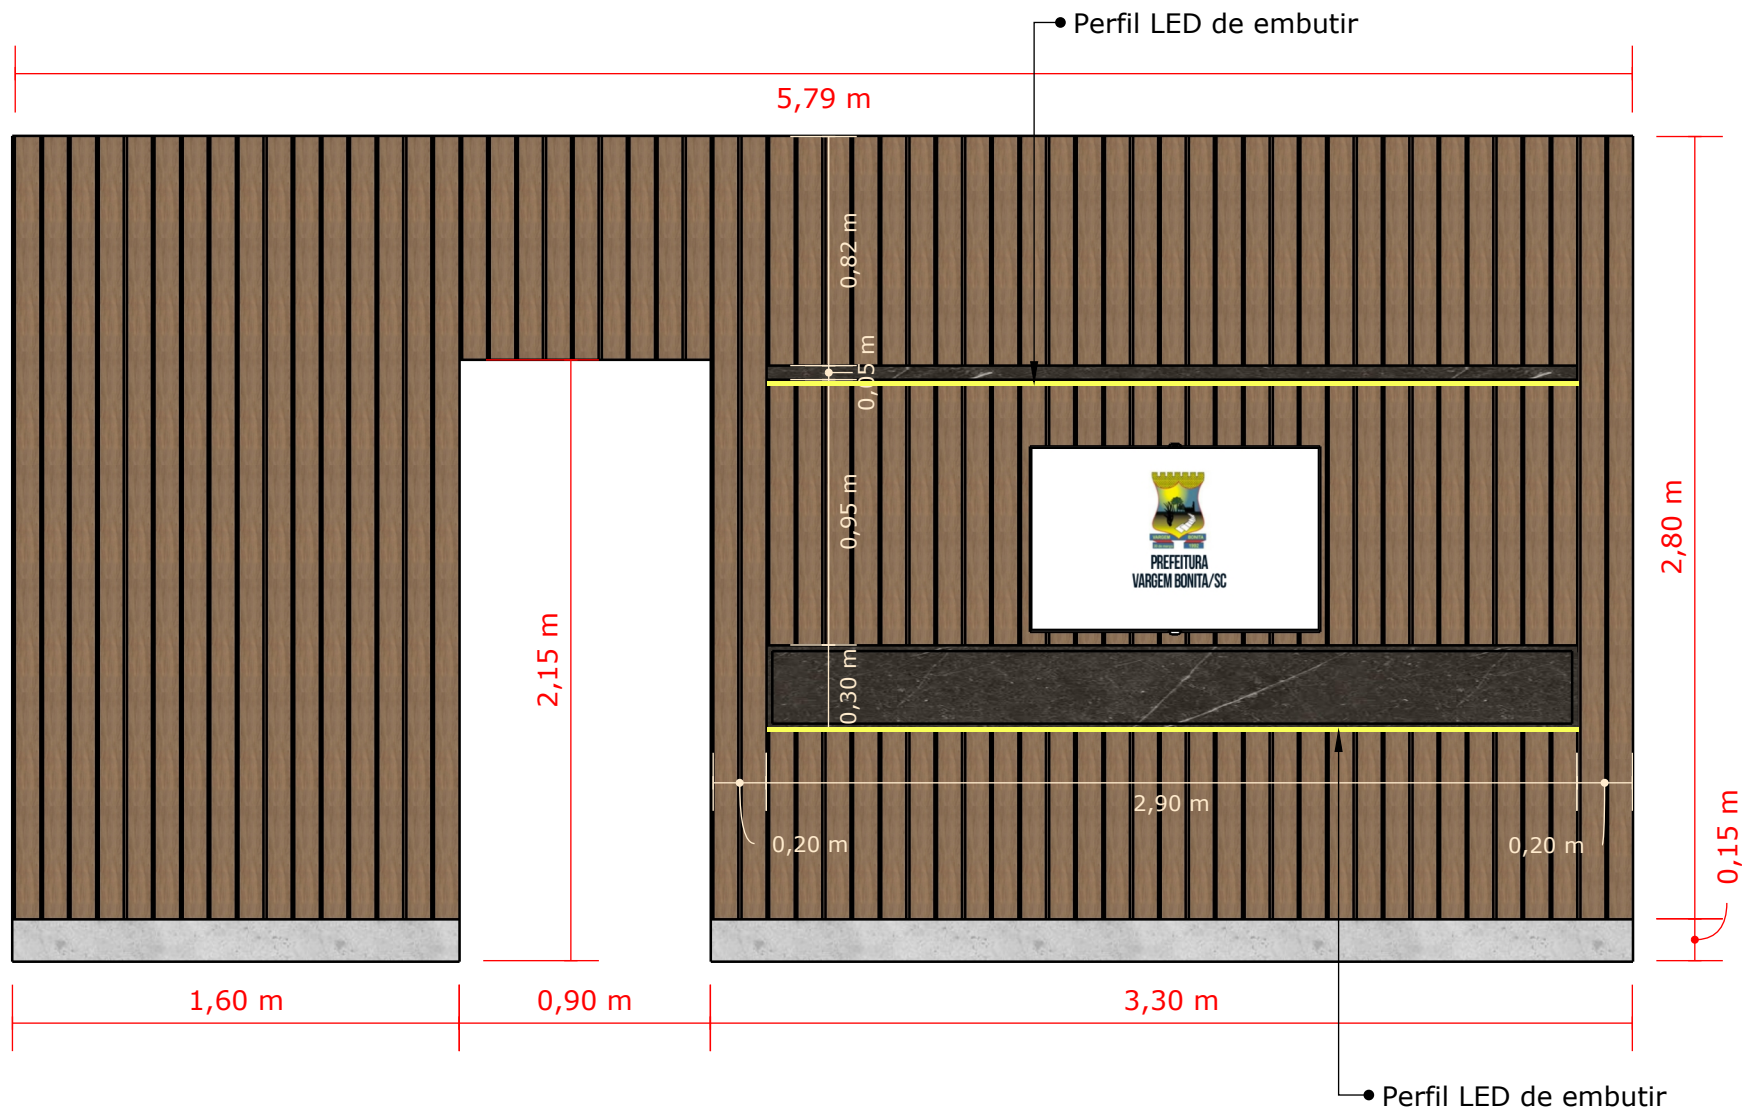 Perfil LED de embutir
5,79 m
0,82 m
0,05 m
0,95 m
2,80 m
PREFEITURA
VARGEM BONITA/SC
2,15 m
0,30 m
2,90 m
0,20 m
0,20 m
0,15 m
1,60 m
0,90 m
3,30 m
Perfil LED de embutir